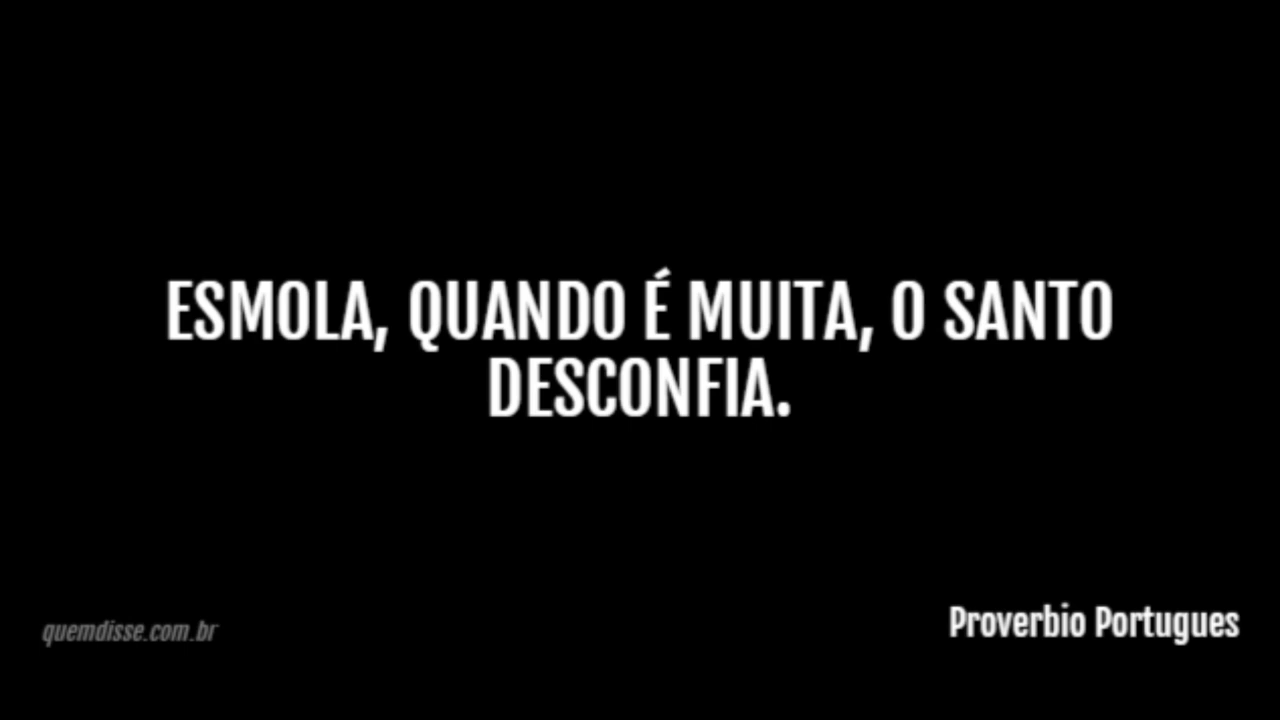 ESMOLA, QUANDO É MUITA, O SANTO
DESCONFIA.
quemdisse.com.br
Proverbio Portugues